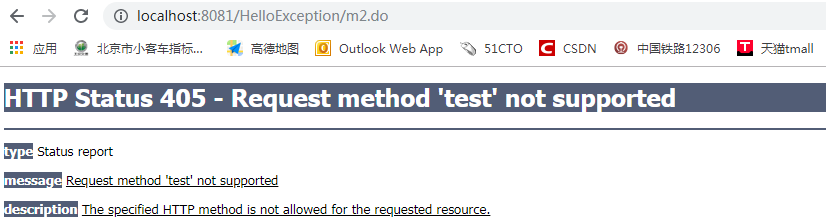 localhost:8081/HelloException/m2.do
应用 北京市小客车指标... 高德地图 Outlook Web App 51CTO CSDN 中国铁路12306 天猫tmall
HTTP Status 405 - Request method 'test' not supported
type Status report
message Request method 'test' not supported
description The specified HTTP method is not allowed for the requested resource.